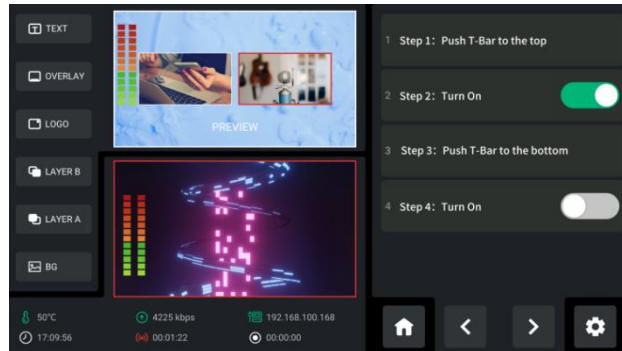 TEXT
OVERLAY
LOGO
LAYER B
LAYER A
BG
PREVIEW
50°C
4225 kbps
192.168.100.168
17:09:56
00:01:22
00:00:00
1 Step 1: Push T-Bar to the top
2 Step 2: Turn On
3 Step 3: Push T-Bar to the bottom
4 Step 4: Turn On